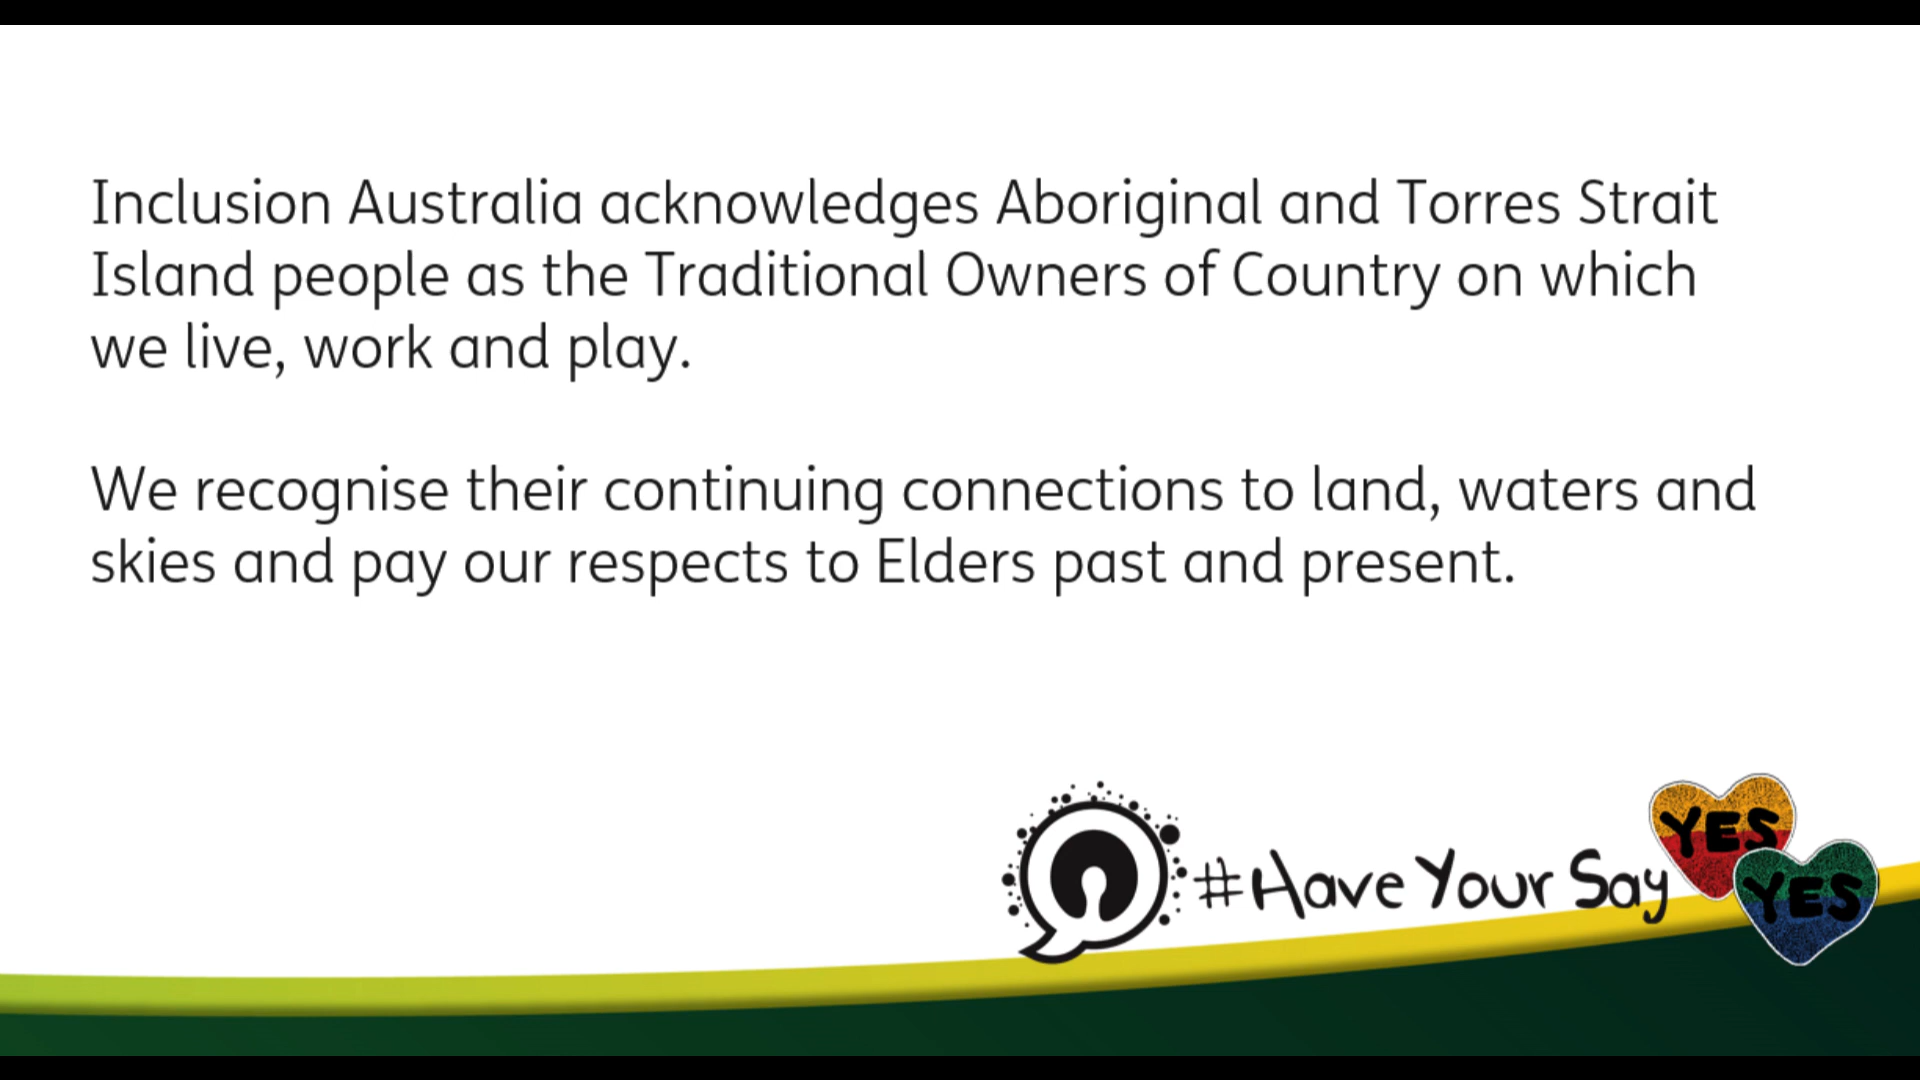 Inclusion Australia acknowledges Aboriginal and Torres Strait
Island people as the Traditional Owners of Country on which
we live, work and play.
We recognise their continuing connections to land, waters and
skies and pay our respects to Elders past and present.
#Have Your Say
YES
YES